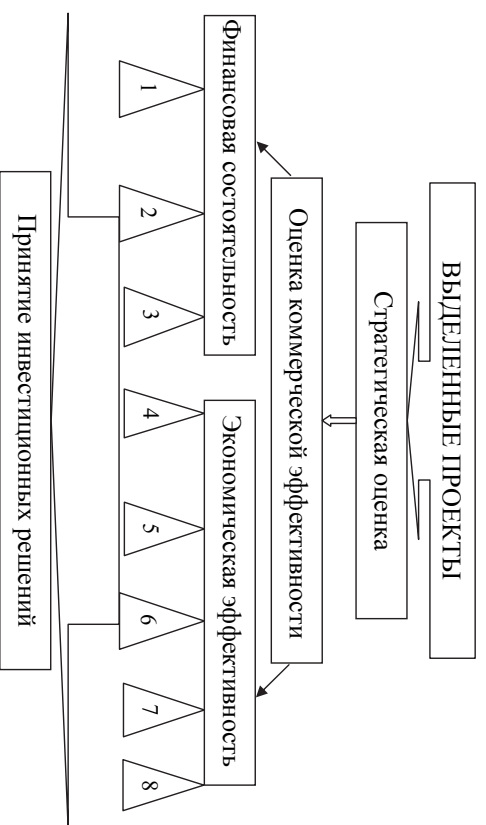 ВЫДЕЛЕННЫЕ ПРОЕКТЫ
Стратегическая оценка
Оценка коммерческой эффективности
Финансовая состоятельность
Экономическая эффективность
1
2
3
4
5
6
7
8
Принятие инвестиционных решений